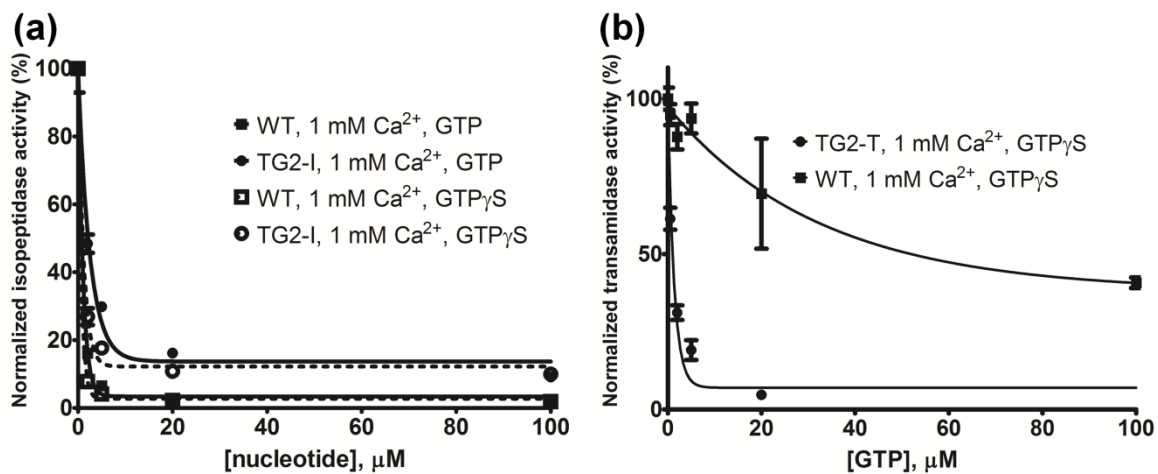 (a)
Normalized isopeptidase activity (%)
100
80
60
40
20
0
WT, 1 mM Ca²⁺, GTP
TG2-I, 1 mM Ca²⁺, GTP
WT, 1 mM Ca²⁺, GTPγS
TG2-I, 1 mM Ca²⁺, GTPγS
0 20 40 60 80 100
[nucleotide], μM
(b)
Normalized transamidase activity (%)
100
50
0
TG2-T, 1 mM Ca²⁺, GTPγS
WT, 1 mM Ca²⁺, GTPγS
0 20 40 60 80 100
[GTP], μM